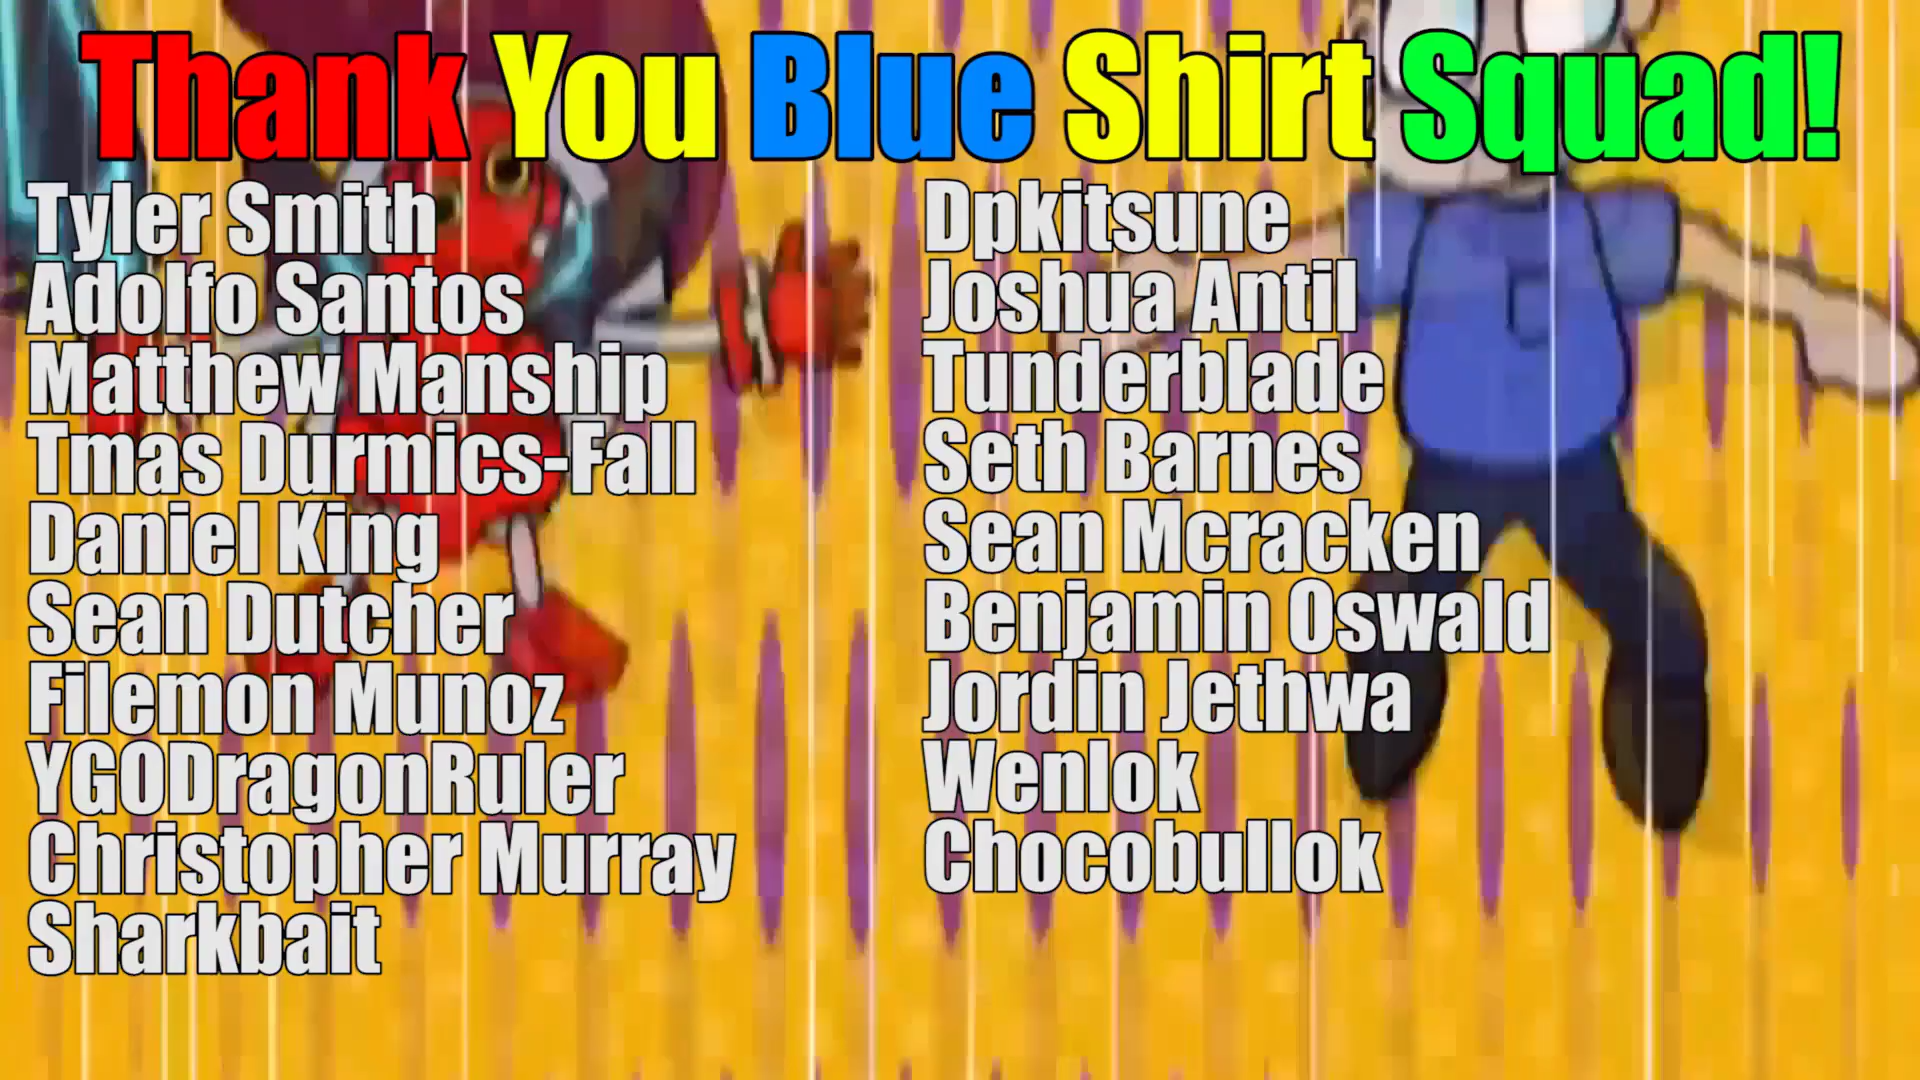 Thank You Blue Shirt Squad!
Tyler Smith
Adolfo Santos
Matthew Manship
Tmas Durmics-Fall
Daniel King
Sean Dutcher
Filemon Munoz
YGODragonRuler
Christopher Murray
Sharkbait
Dpkitsune
Joshua Antil
Tunderblade
Seth Barnes
Sean Mcracken
Benjamin Oswald
Jordin Jethwa
Wenlok
Chocobullok